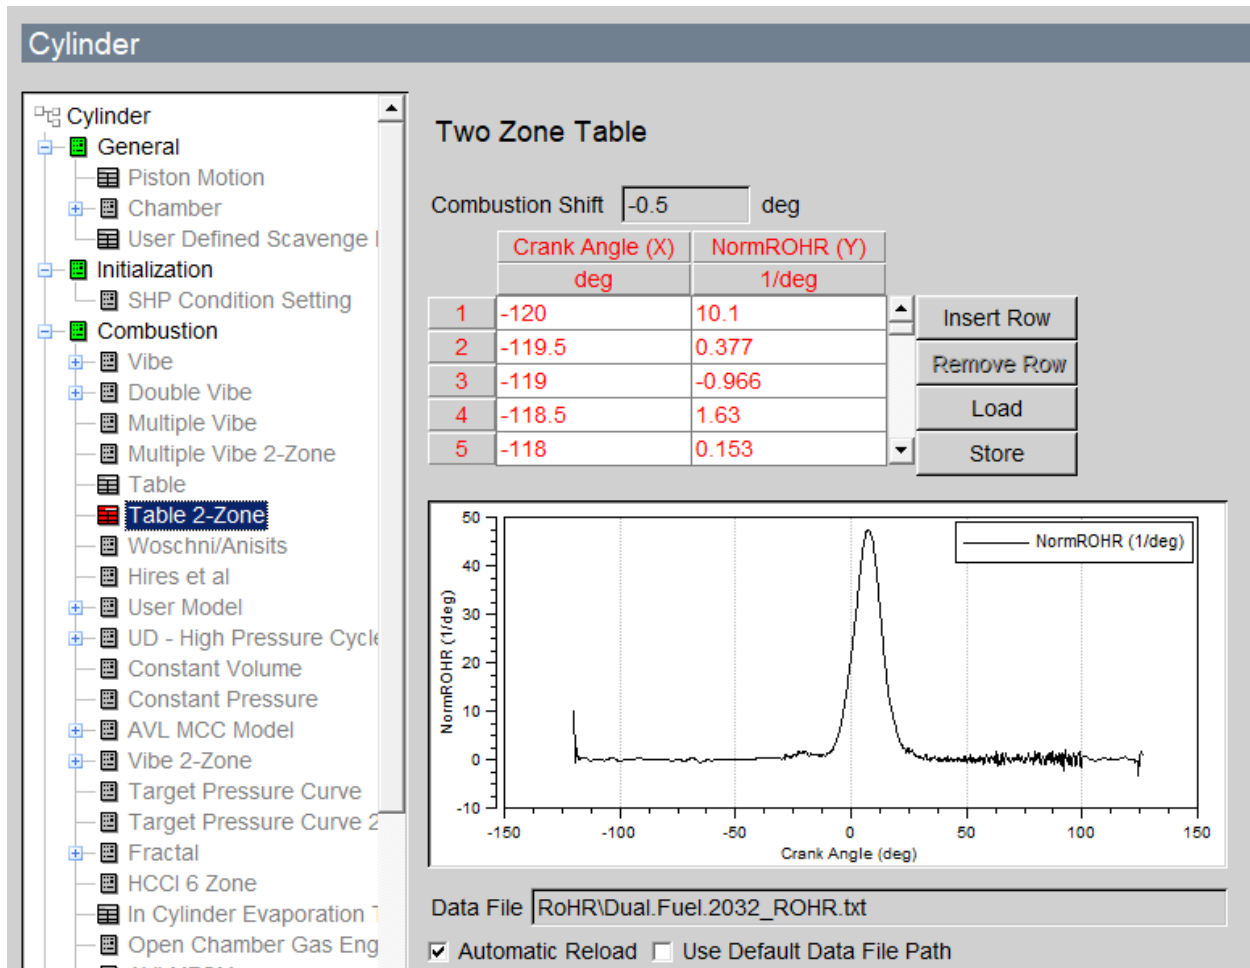 Cylinder
Cylinder
General
Piston Motion
Chamber
User Defined Scavenge
Initialization
SHP Condition Setting
Combustion
Vibe
Double Vibe
Multiple Vibe
Multiple Vibe 2-Zone
Table
Table 2-Zone
Woschni/Anisits
Hires et al
User Model
UD - High Pressure Cycle
Constant Volume
Constant Pressure
AVL MCC Model
Vibe 2-Zone
Target Pressure Curve
Target Pressure Curve 2
Fractal
HCCI 6 Zone
In Cylinder Evaporation
Open Chamber Gas Eng
Two Zone Table
Combustion Shift -0.5 deg
Crank Angle (X) NormROHR (Y)
deg 1/deg
1 -120 10.1
2 -119.5 0.377
3 -119 -0.966
4 -118.5 1.63
5 -118 0.153
Insert Row
Remove Row
Load
Store
NormROHR (1/deg)
50
40
30
20
10
0
-10
NormROHR (1/deg)
-150 -100 -50 0 50 100 150
Crank Angle (deg)
Data File RoHR\Dual.Fuel.2032_ROHR.txt
Automatic Reload Use Default Data File Path